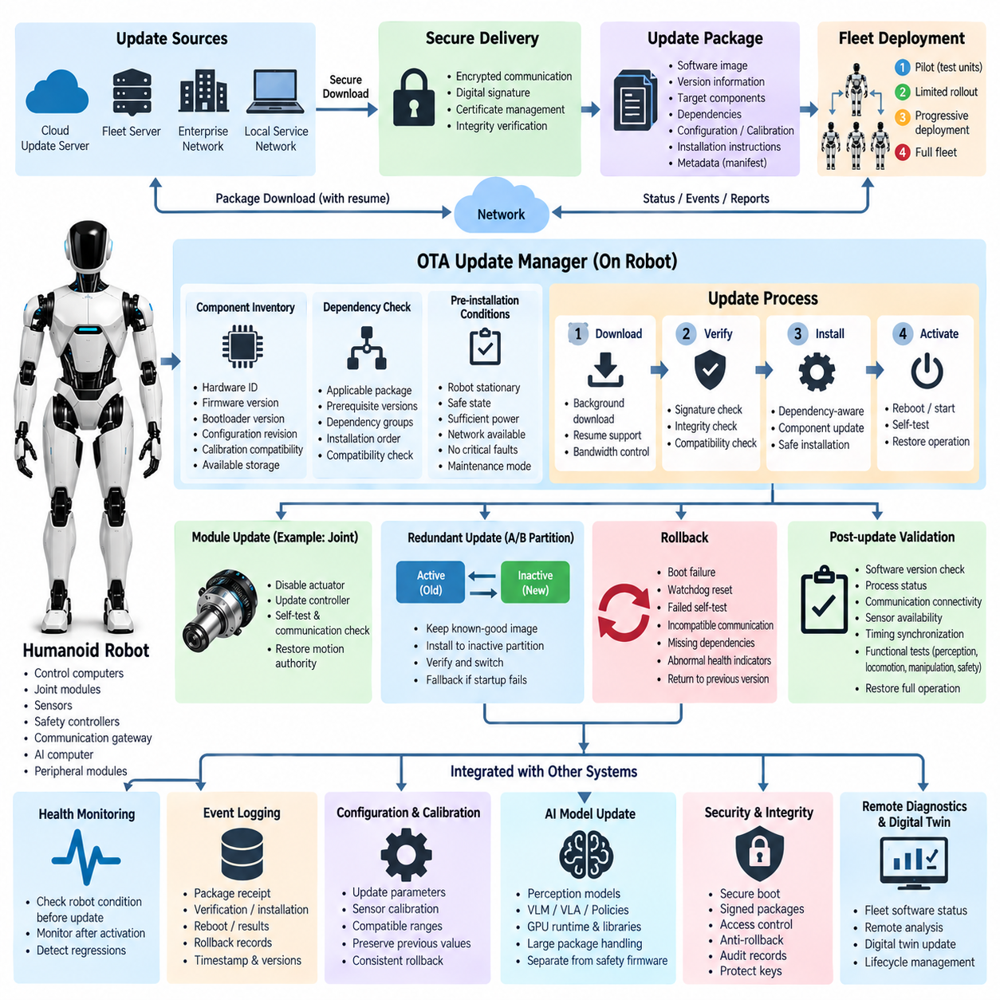 Update Sources
Cloud
Update Server
Fleet Server
Enterprise
Network
Local Service
Network
Secure
Download
Secure Delivery
• Encrypted communication
• Digital signature
• Certificate management
• Integrity verification
Update Package
• Software image
• Version information
• Target components
• Dependencies
• Configuration / Calibration
• Installation instructions
• Metadata (manifest)
Fleet Deployment
1 Pilot (test units)
2 Limited rollout
3 Progressive
deployment
4 Full fleet
Package Download (with resume)
Network
Status / Events / Reports
OTA Update Manager (On Robot)
Component Inventory
• Hardware ID
• Firmware version
• Bootloader version
• Configuration revision
• Calibration compatibility
• Available storage
Dependency Check
• Applicable package
• Prerequisite versions
• Dependency groups
• Installation order
• Compatibility check
Pre-installation
Conditions
• Robot stationary
• Safe state
• Sufficient power
• Network available
• No critical faults
• Maintenance mode
Update Process
1 Download
• Background
download
• Resume support
• Bandwidth control
2 Verify
• Signature check
• Integrity check
• Compatibility check
3 Install
• Dependency-aware
• Component update
• Safe installation
4 Activate
• Reboot / start
• Self-test
• Restore operation
Humanoid Robot
• Control computers
• Joint modules
• Sensors
• Safety controllers
• Communication gateway
• AI computer
• Peripheral modules
Module Update (Example: Joint)
• Disable actuator
• Update controller
• Self-test &
communication check
• Restore motion
authority
Redundant Update (A/B Partition)
Active
(Old)
Inactive
(New)
• Keep known-good image
• Install to inactive partition
• Verify and switch
• Fallback if startup fails
Rollback
• Boot failure
• Watchdog reset
• Failed self-test
• Incompatible communication
• Missing dependencies
• Abnormal health indicators
• Return to previous version
Post-update Validation
• Software version check
• Process status
• Communication connectivity
• Sensor availability
• Timing synchronization
• Functional tests (perception,
locomotion, manipulation, safety)
• Restore full operation
Integrated with Other Systems
Health Monitoring
• Check robot condition
before update
• Monitor after activation
• Detect regressions
Event Logging
• Package receipt
• Verification / installation
• Reboot / results
• Rollback records
• Timestamp & versions
Configuration & Calibration
• Update parameters
• Sensor calibration
• Compatible ranges
• Preserve previous values
• Consistent rollback
AI Model Update
• Perception models
• VLM / VLA / Policies
• GPU runtime & libraries
• Large package handling
• Separate from safety firmware
Security & Integrity
• Secure boot
• Signed packages
• Access control
• Anti-rollback
• Audit records
• Protect keys
Remote Diagnostics
& Digital Twin
• Fleet software status
• Remote analysis
• Digital twin update
• Lifecycle management